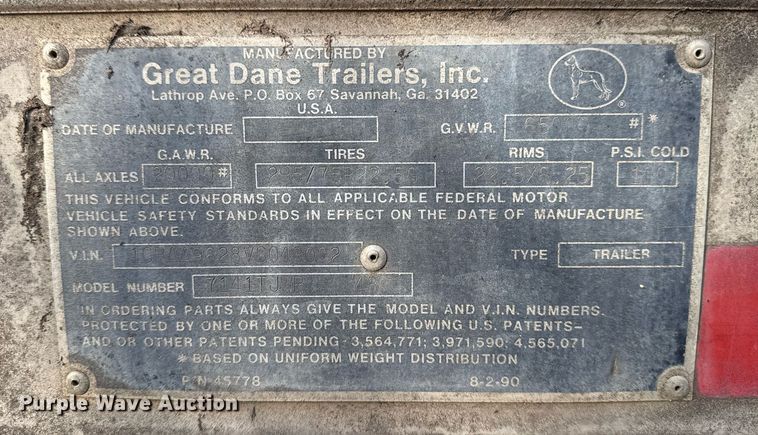 MANUFACTURED BY
Great Dane Trailers, Inc.
Lathrop Ave. P.O. Box 67 Savannah, Ga. 31402
U.S.A.
®
DATE OF MANUFACTURE G.V.W.R. # *
G.A.W.R. TIRES RIMS P.S.I. COLD
ALL AXLES #
THIS VEHICLE CONFORMS TO ALL APPLICABLE FEDERAL MOTOR
VEHICLE SAFETY STANDARDS IN EFFECT ON THE DATE OF MANUFACTURE
SHOWN ABOVE.
V.I.N. TYPE TRAILER
MODEL NUMBER
IN ORDERING PARTS ALWAYS GIVE THE MODEL AND V.I.N. NUMBERS.
PROTECTED BY ONE OR MORE OF THE FOLLOWING U.S. PATENTS-
AND OR OTHER PATENTS PENDING - 3,564,771; 3,971,590; 4,565,071
* BASED ON UNIFORM WEIGHT DISTRIBUTION
P/N 45778 8-2-90
Purple Wave Auction